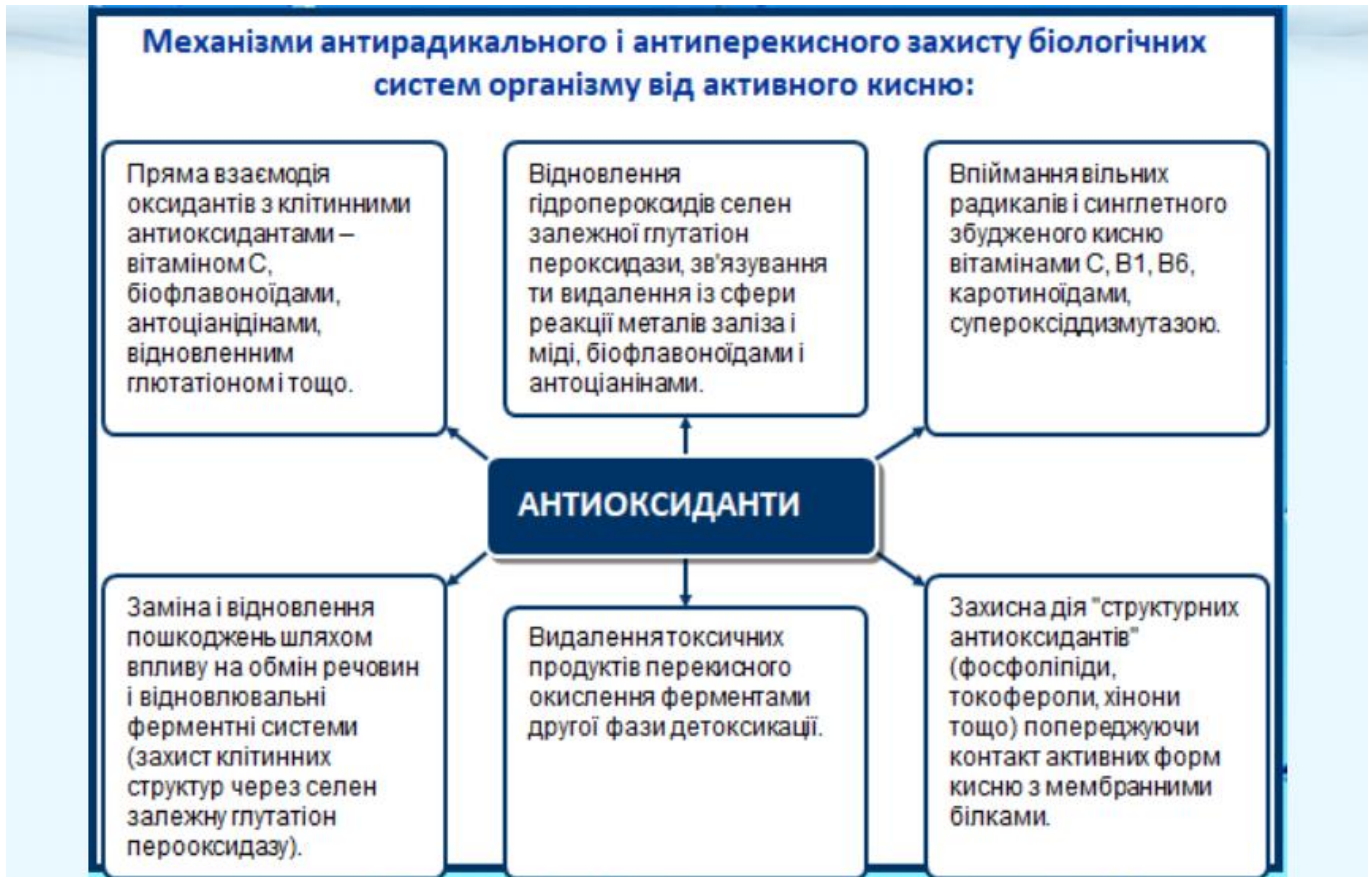 Механізми антирадикального і антиперекисного захисту біологічних
систем організму від активного кисню:
Пряма взаємодія
оксидантів з клітинними
антиоксидантами –
вітаміном С,
біофлавоноїдами,
антоціанідінами,
відновленним
глютатіоном і тощо.
Відновлення
гідропероксидів селен
залежної глутатіон
пероксидази, зв'язування
ти видалення із сфери
реакції металів заліза і
міді, біофлавоноїдами і
антоціанінами.
Впіймання вільних
радикалів і синглетного
збудженого кисню
вітамінами С, В1, В6,
каротиноїдами,
супероксіддизмутазою.
АНТИОКСИДАНТИ
Заміна і відновлення
пошкоджень шляхом
впливу на обмін речовин
і відновлювальні
ферментні системи
(захист клітинних
структур через селен
залежну глутатіон
перооксидазу).
Видалення токсичних
продуктів перекисного
окислення ферментами
другої фази детоксикації.
Захисна дія "структурних
антиоксидантів"
(фосфоліпіди,
токофероли, хінони
тощо) попереджуючи
контакт активних форм
кисню з мембранними
білками.